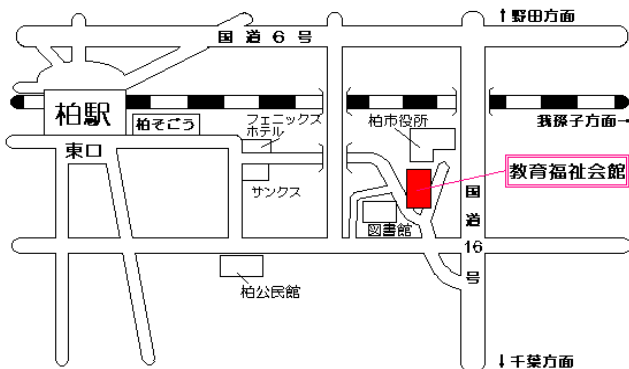 ↑野田方面
国道6号
柏駅
柏そごう
フェニックス
ホテル
柏市役所
我孫子方面→
東口
サンクス
教育福祉会館
図書館
国道16号
柏公民館
↓千葉方面